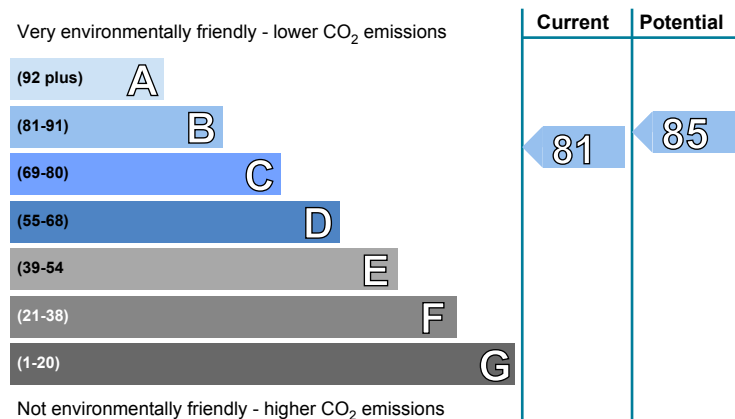 Very environmentally friendly - lower CO₂ emissions
Current
Potential
(92 plus) A
(81-91) B
(69-80) C
(55-68) D
(39-54 E
(21-38) F
(1-20) G
81
85
Not environmentally friendly - higher CO₂ emissions